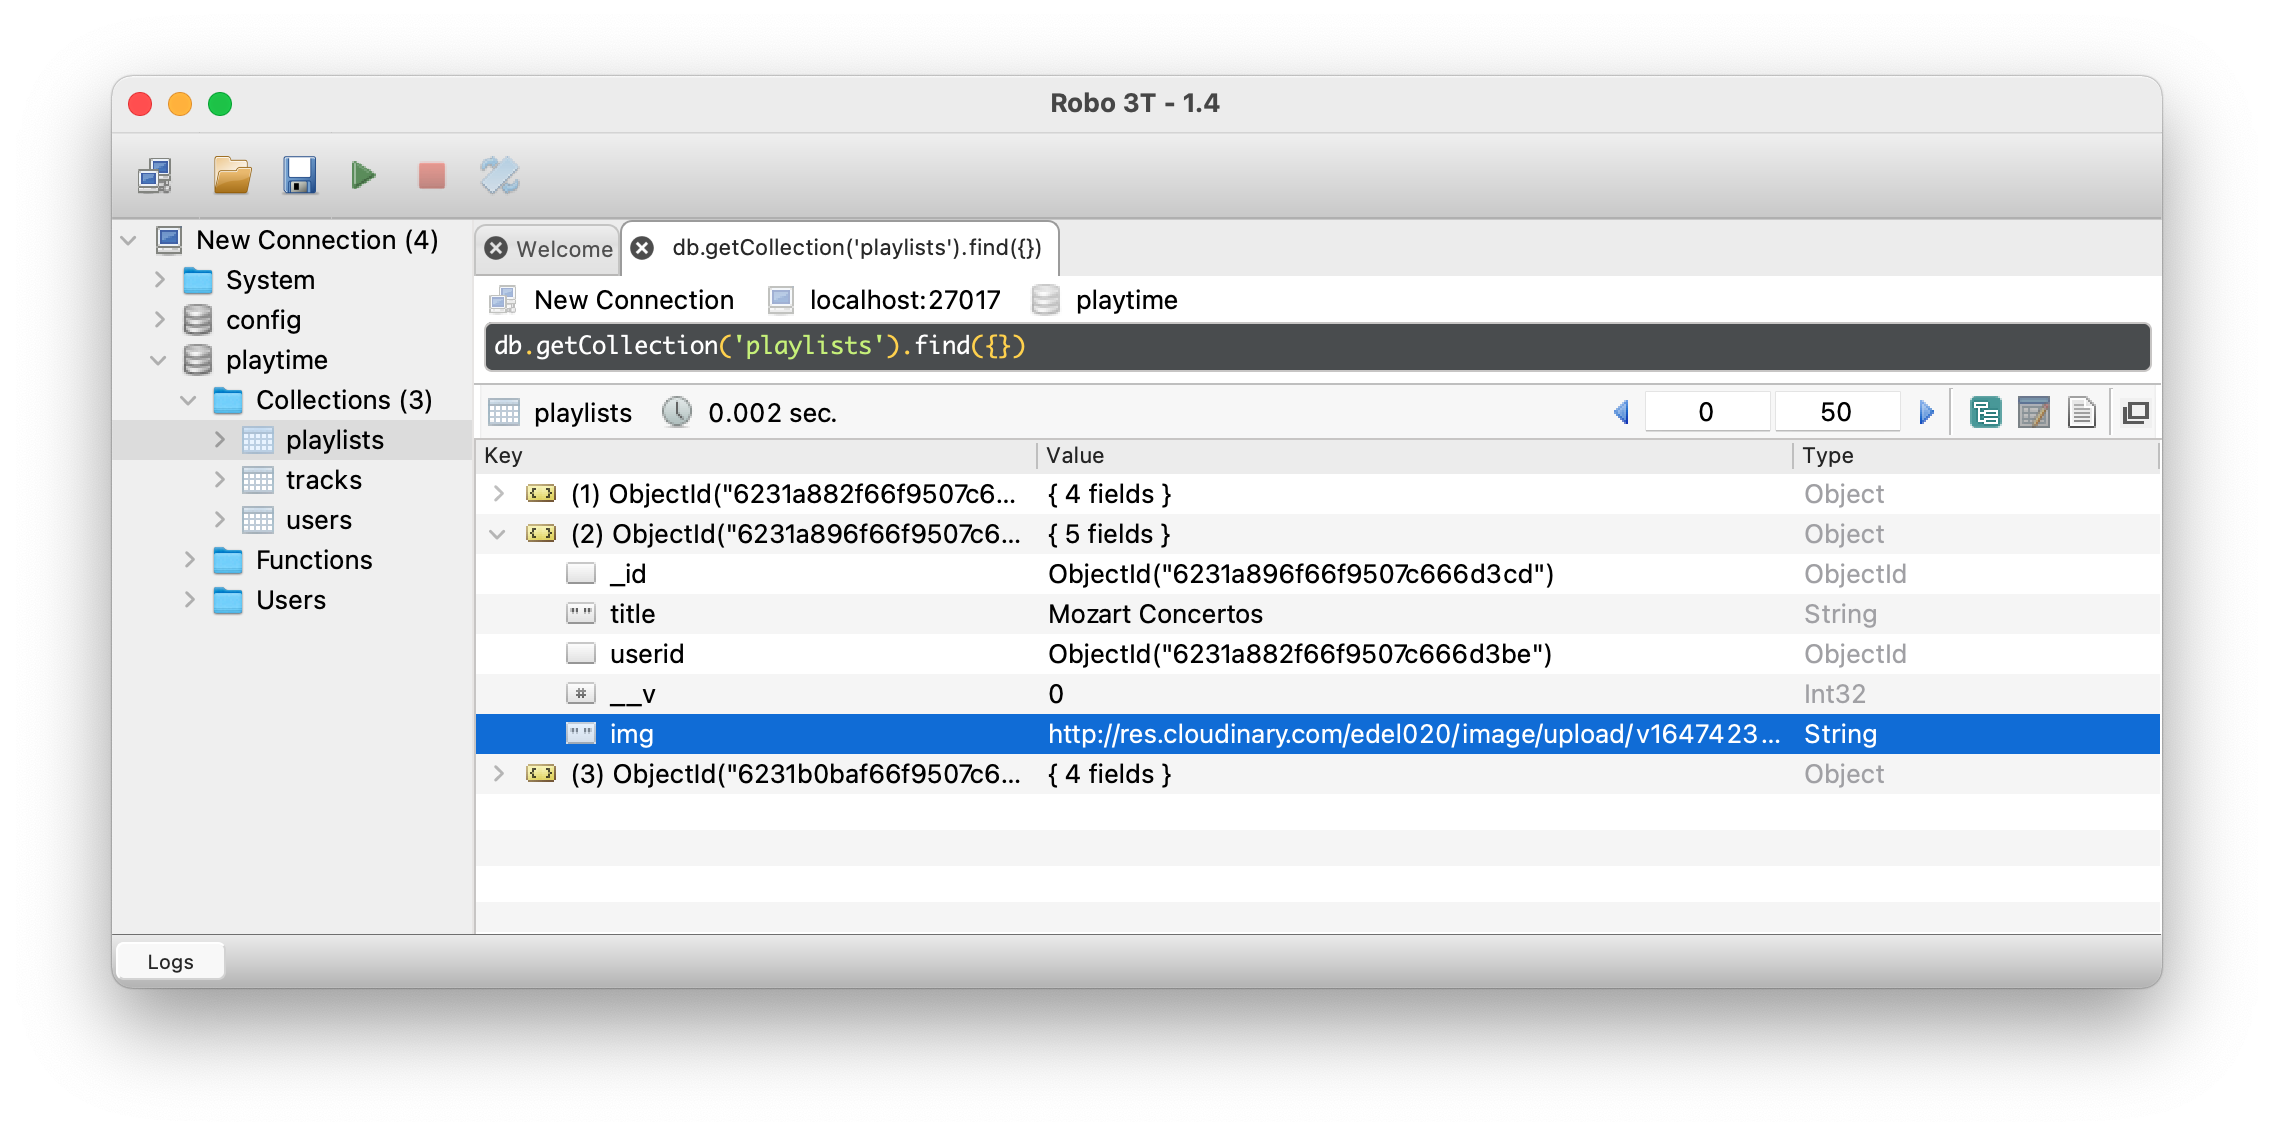 Robo 3T - 1.4
New Connection (4)
System
config
playtime
Collections (3)
playlists
tracks
users
Functions
Users
Welcome
db.getCollection('playlists').find({})
New Connection
localhost:27017
playtime
db.getCollection('playlists').find({})
playlists
0.002 sec.
0
50
Key Value Type
(1) ObjectId("6231a882f66f9507c6... { 4 fields } Object
(2) ObjectId("6231a896f66f9507c6... { 5 fields } Object
_id ObjectId("6231a896f66f9507c666d3cd") ObjectId
title Mozart Concertos String
userid ObjectId("6231a882f66f9507c666d3be") ObjectId
__v 0 Int32
img http://res.cloudinary.com/edel020/image/upload/v1647423... String
(3) ObjectId("6231b0baf66f9507c6... { 4 fields } Object
Logs